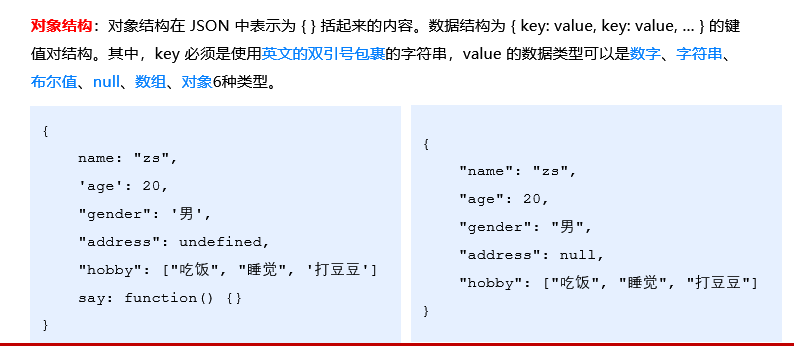 对象结构：对象结构在 JSON 中表示为 { } 括起来的内容。数据结构为 { key: value, key: value, … } 的键
值对结构。其中，key 必须是使用英文的双引号包裹的字符串，value 的数据类型可以是数字、字符串、
布尔值、null、数组、对象6种类型。
{
name: "zs",
'age': 20,
"gender": '男',
"address": undefined,
"hobby": ["吃饭", "睡觉", '打豆豆']
say: function() {}
}
{
"name": "zs",
"age": 20,
"gender": "男",
"address": null,
"hobby": ["吃饭", "睡觉", "打豆豆"]
}